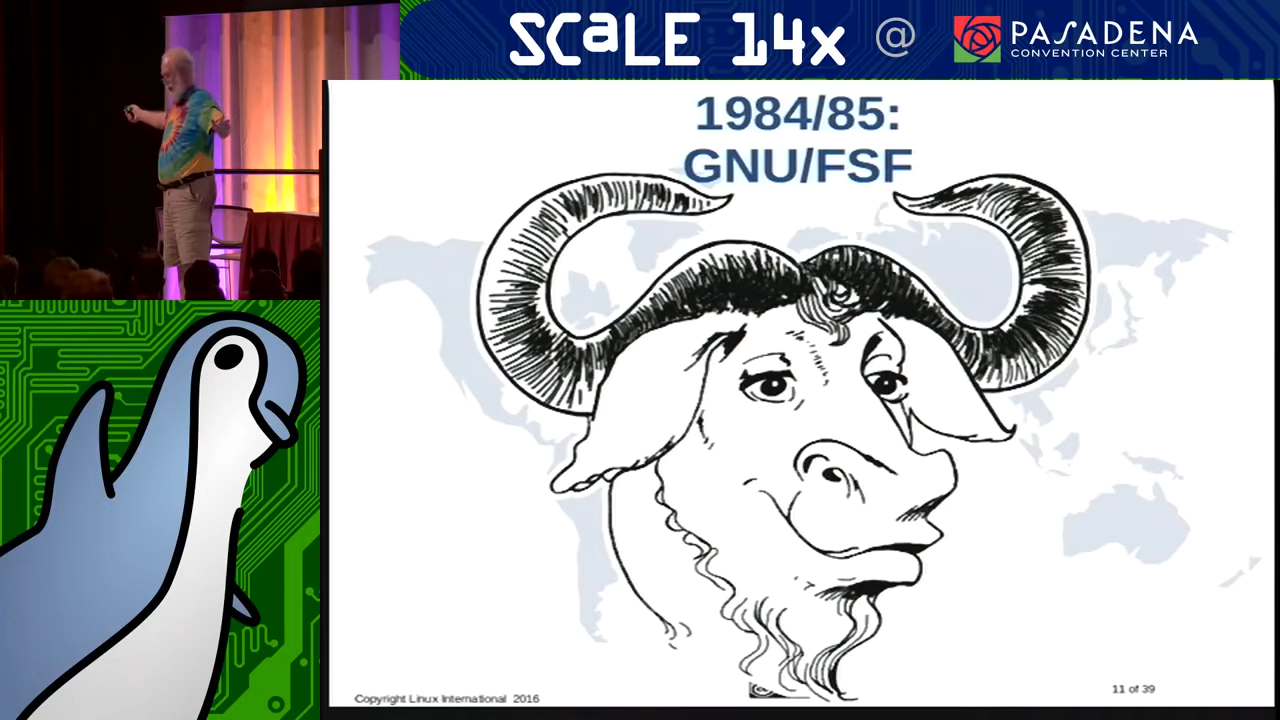 SCaLE 14x @ PASADENA
CONVENTION CENTER
1984/85:
GNU/FSF
Copyright Linux International 2016
11 of 39